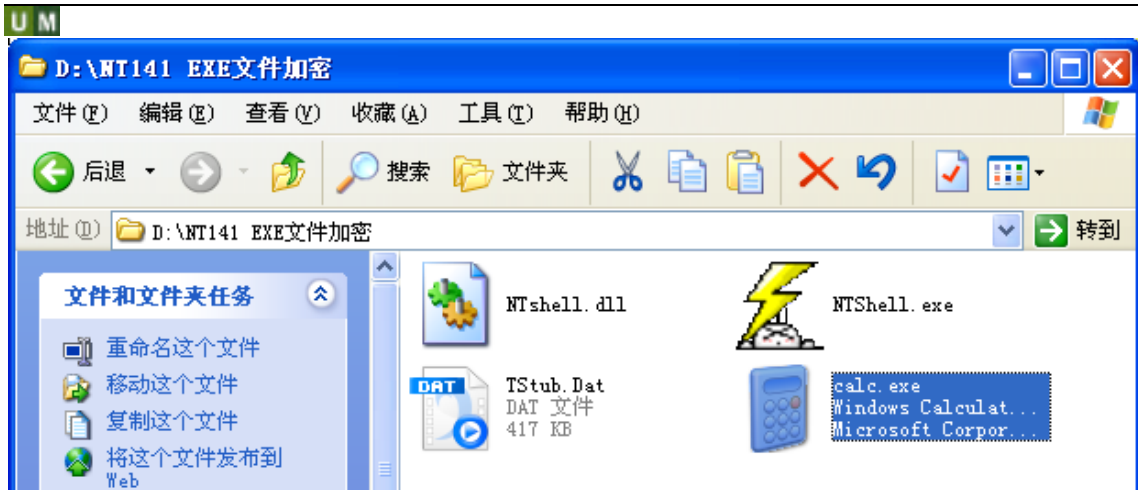 U M
D:\NT141 EXE文件加密
文件(F) 编辑(E) 查看(V) 收藏(A) 工具(T) 帮助(H)
后退 搜索 文件夹
地址(D) D:\NT141 EXE文件加密 转到
文件和文件夹任务
重命名这个文件
移动这个文件
复制这个文件
将这个文件发布到
Web
NTshell.dll
NTShell.exe
DAT
TStub.Dat
DAT 文件
417 KB
calc.exe
Windows Calculat...
Microsoft Corpor...